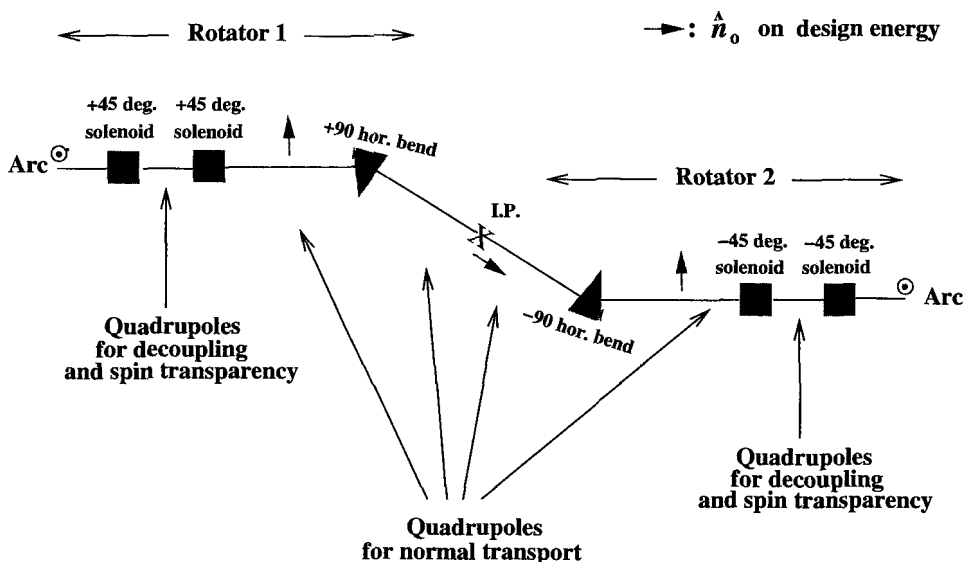 Rotator 1
: n̂ₒ on design energy
+45 deg. +45 deg.
solenoid solenoid
+90 hor. bend
Arc
Rotator 2
I.P.
−45 deg. −45 deg.
solenoid solenoid
Arc
−90 hor. bend
Quadrupoles
for decoupling
and spin transparency
Quadrupoles
for decoupling
and spin transparency
Quadrupoles
for normal transport